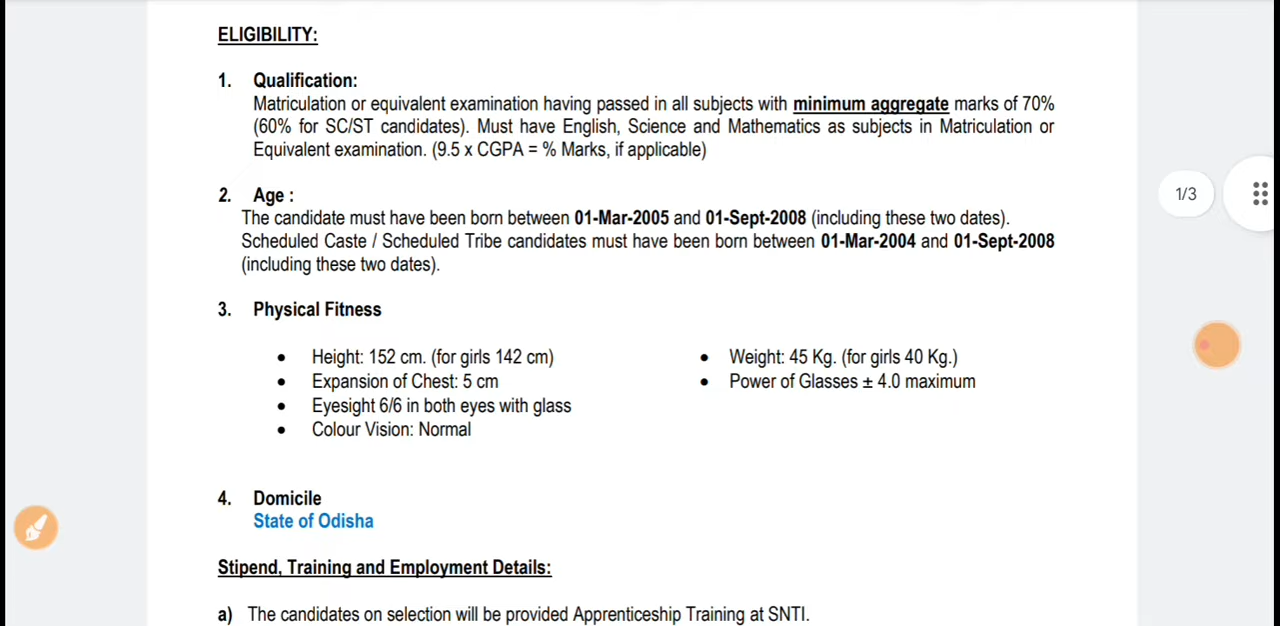 ELIGIBILITY:
1. Qualification:
Matriculation or equivalent examination having passed in all subjects with minimum aggregate marks of 70%
(60% for SC/ST candidates). Must have English, Science and Mathematics as subjects in Matriculation or
Equivalent examination. (9.5 x CGPA = % Marks, if applicable)
2. Age :
The candidate must have been born between 01-Mar-2005 and 01-Sept-2008 (including these two dates).
Scheduled Caste / Scheduled Tribe candidates must have been born between 01-Mar-2004 and 01-Sept-2008
(including these two dates).
1/3
3. Physical Fitness
• Height: 152 cm. (for girls 142 cm)
• Expansion of Chest: 5 cm
• Eyesight 6/6 in both eyes with glass
• Colour Vision: Normal
• Weight: 45 Kg. (for girls 40 Kg.)
• Power of Glasses ± 4.0 maximum
4. Domicile
State of Odisha
Stipend, Training and Employment Details:
a) The candidates on selection will be provided Apprenticeship Training at SNTI.